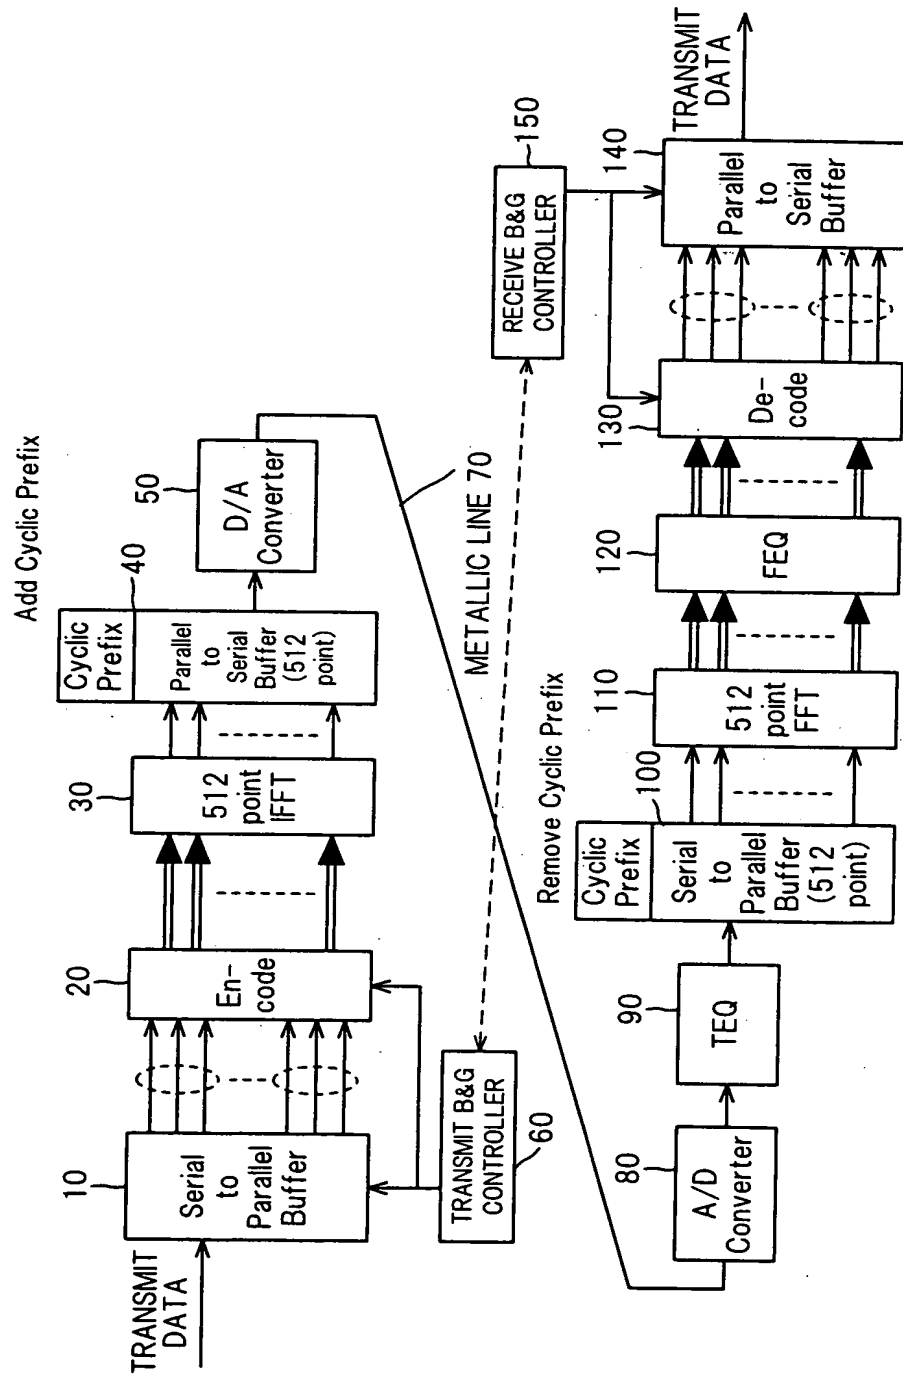 Add Cyclic Prefix
TRANSMIT
DATA
10
Serial
to
Parallel
Buffer
20
En-
code
30
512
point
IFFT
Cyclic
Prefix
40
Parallel
to
Serial
Buffer
(512
point)
50
D/A
Converter
TRANSMIT B&G
CONTROLLER
60
METALLIC LINE 70
RECEIVE B&G
CONTROLLER
150
Remove Cyclic Prefix
80
A/D
Converter
90
TEQ
Cyclic
Prefix
100
Serial
to
Parallel
Buffer
(512
point)
110
512
point
FFT
120
FEQ
130
De-
code
140
Parallel
to
Serial
Buffer
TRANSMIT
DATA